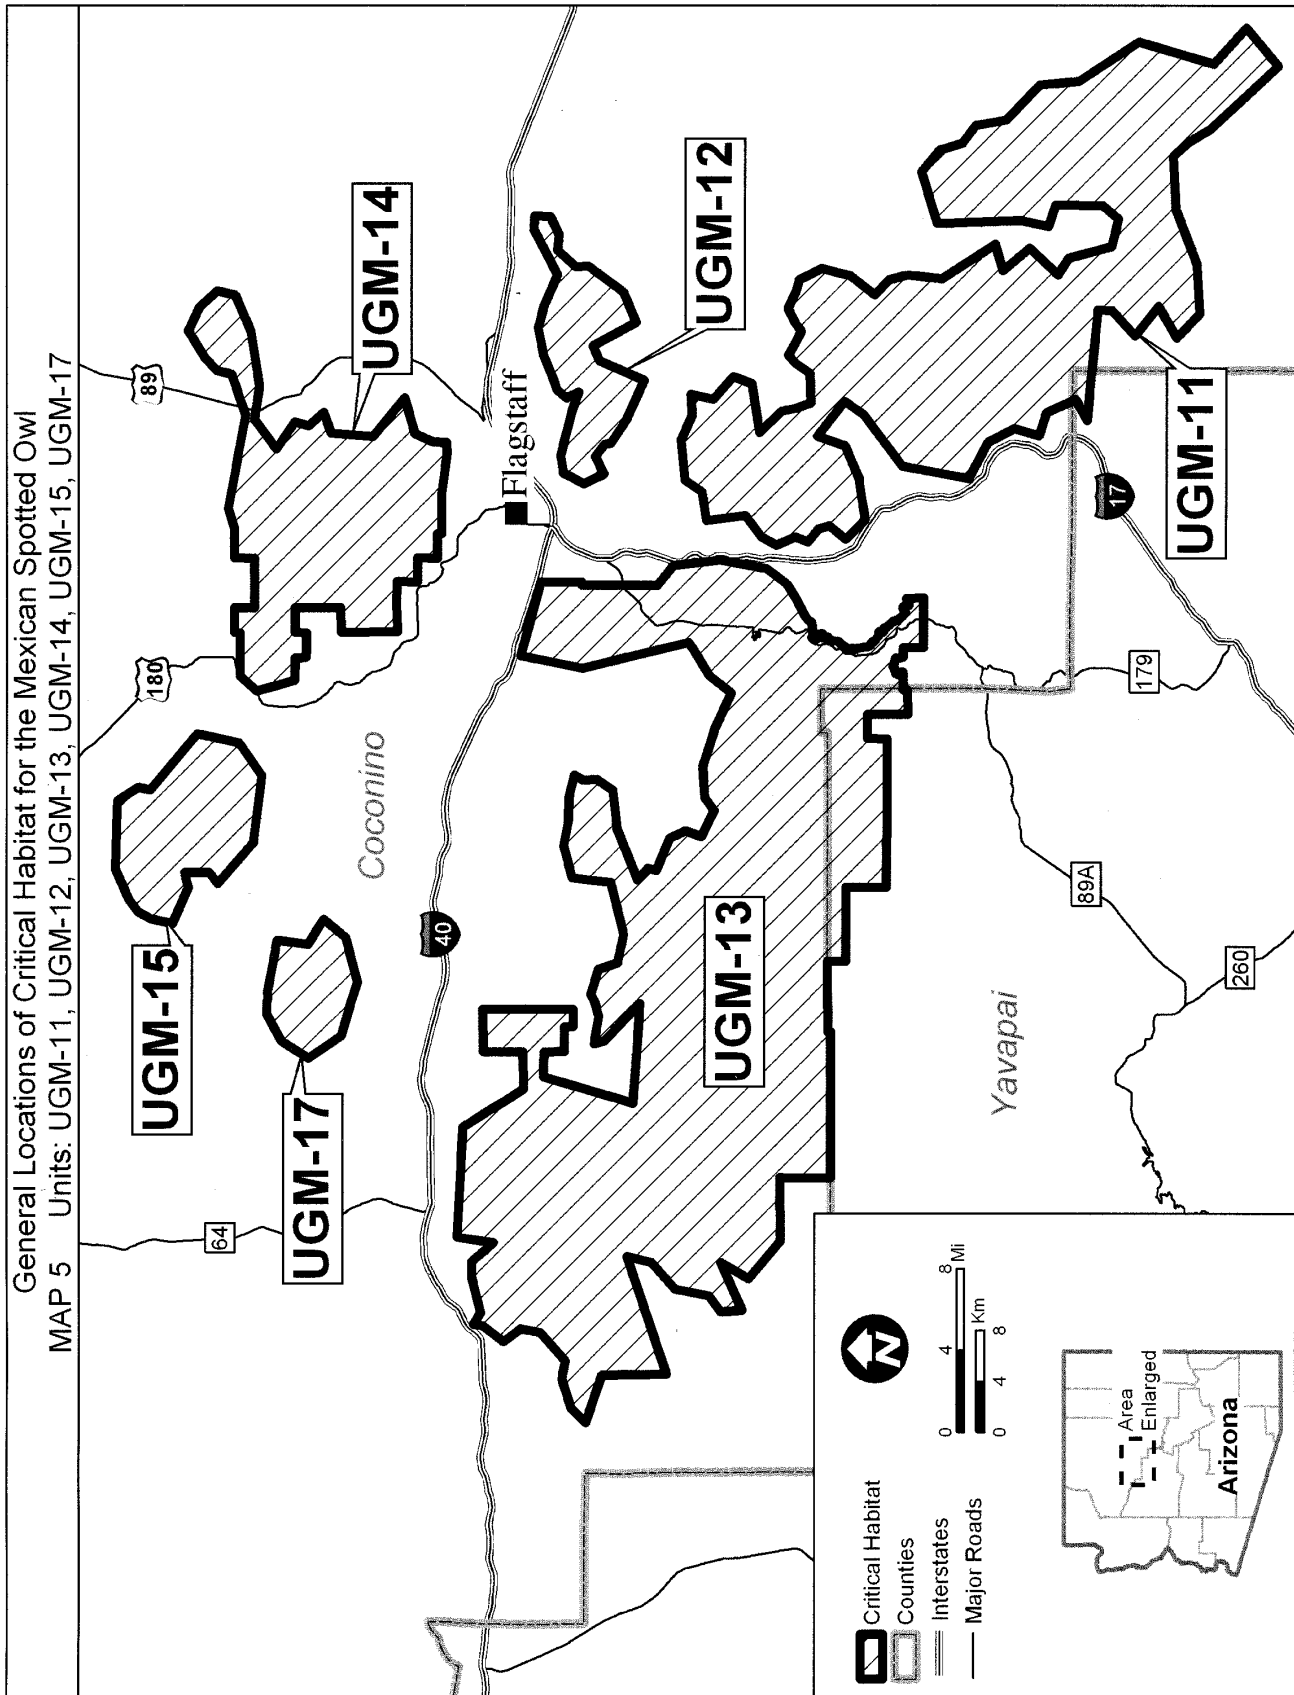 General Locations of Critical Habitat for the Mexican Spotted Owl
MAP 5 Units: UGM-11, UGM-12, UGM-13, UGM-14, UGM-15, UGM-17
64
180
89
UGM-15
UGM-17
UGM-14
Coconino
40
Flagstaff
UGM-12
UGM-13
UGM-11
17
179
89A
260
Yavapai
Critical Habitat
Counties
Interstates
Major Roads
N
0 4 8
Mi
Km
0 4 8
Area
Enlarged
Arizona